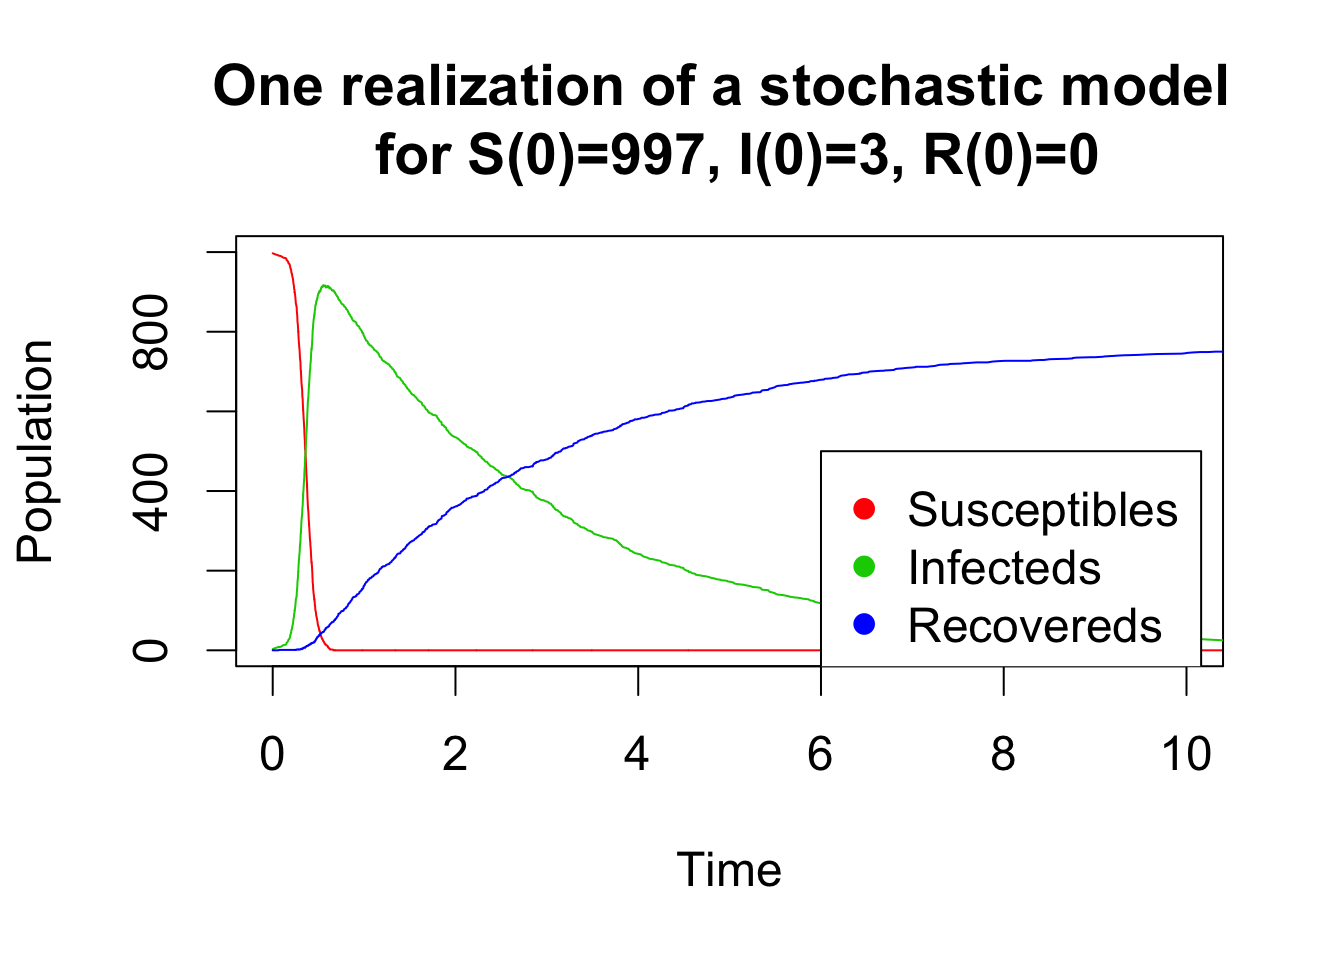 One realization of a stochastic model
for S(0)=997, I(0)=3, R(0)=0
Population
800
400
0
Susceptibles
Infecteds
Recovereds
0 2 4 6 8 10
Time